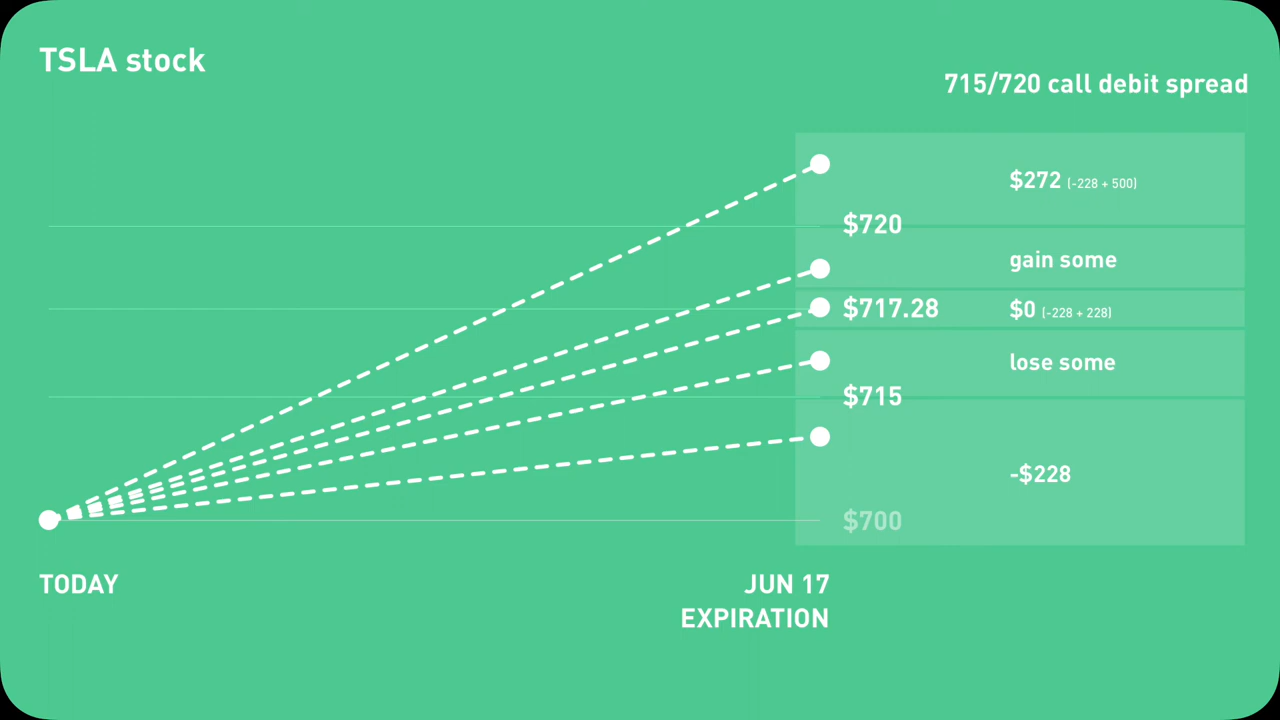 TSLA stock
715/720 call debit spread
$272 (-228 + 500)
$720
gain some
$717.28 $0 (-228 + 228)
lose some
$715
-$228
$700
TODAY
JUN 17
EXPIRATION